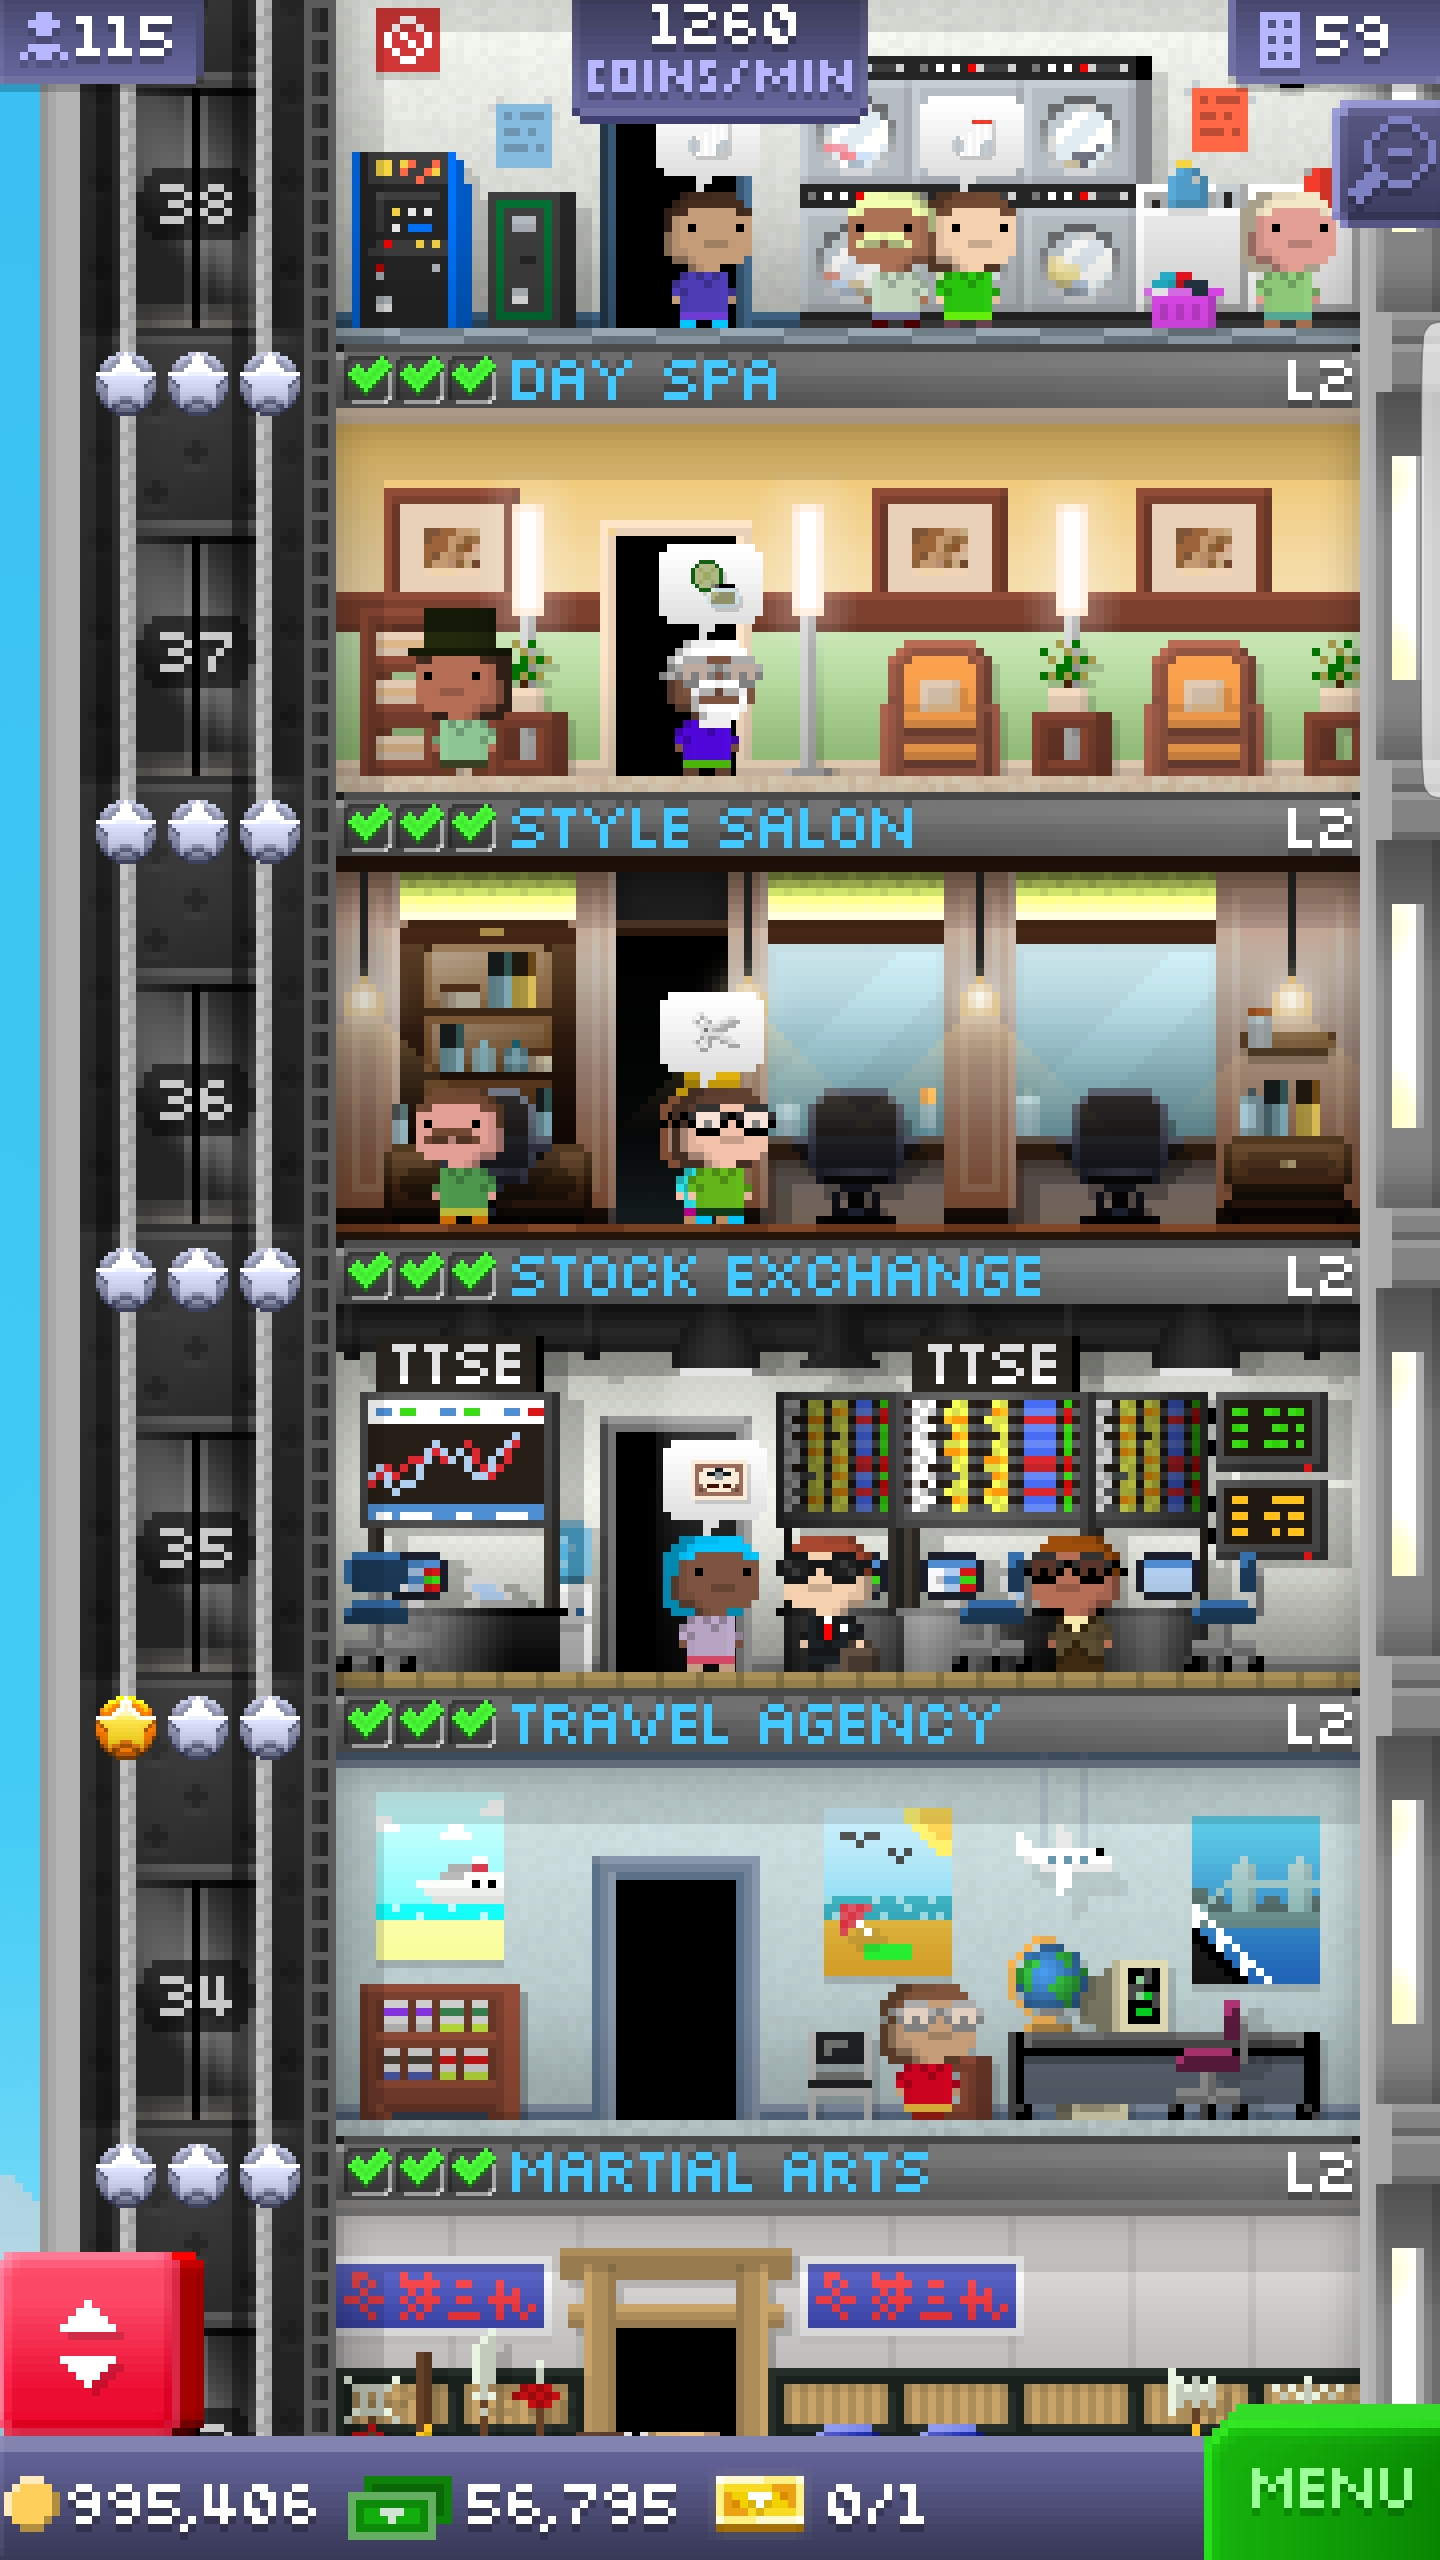 115
1260
COINS/MIN
59
38
DAY SPA L2
37
STYLE SALON L2
36
STOCK EXCHANGE L2
TTSE TTSE
35
TRAVEL AGENCY L2
34
MARTIAL ARTS L2
995,406 56,795 0/1
MENU